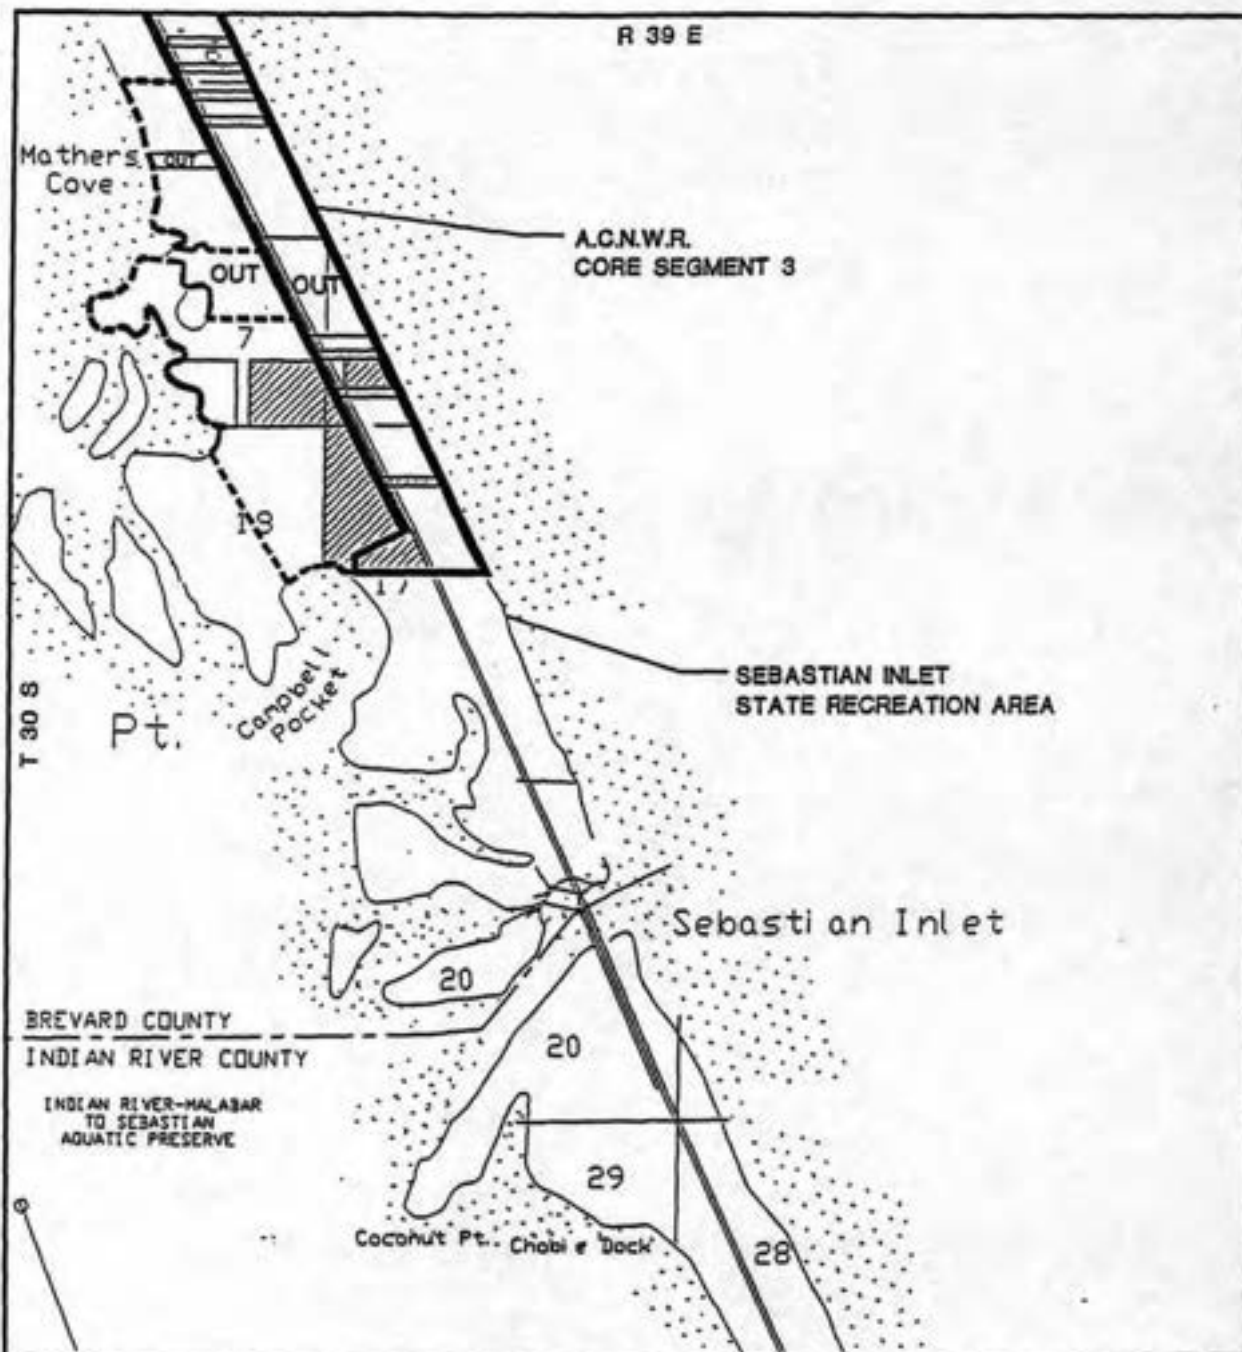 R 39 E
6
Mathers
Cove
OUT
A.C.N.W.R.
CORE SEGMENT 3
OUT
OUT
7
18
17
SEBASTIAN INLET
STATE RECREATION AREA
Campbell
Pocket
T 30 S
Pt.
Sebastian Inlet
20
BREVARD COUNTY
INDIAN RIVER COUNTY
20
INDIAN RIVER-MALABAR
TO SEBASTIAN
AQUATIC PRESERVE
29
Coconut Pt.
Chobie Dock
28